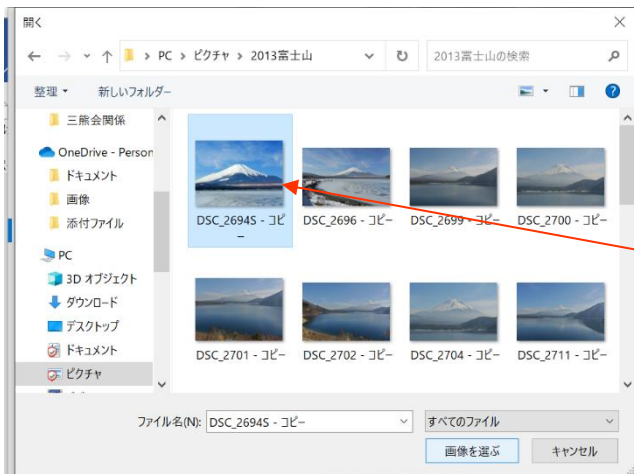 開く
PC > ピクチャ > 2013富士山
2013富士山の検索
整理
新しいフォルダー
三熊会関係
OneDrive - Person
ドキュメント
画像
添付ファイル
PC
3D オブジェクト
ダウンロード
デスクトップ
ドキュメント
ピクチャ
DSC_2694S - コピ
ー
DSC_2696 - コピー
DSC_2699 - コピー
DSC_2700 - コピー
DSC_2701 - コピー
DSC_2702 - コピー
DSC_2704 - コピー
DSC_2711 - コピー
ファイル名(N): DSC_2694S - コピー
すべてのファイル
画像を選ぶ
キャンセル